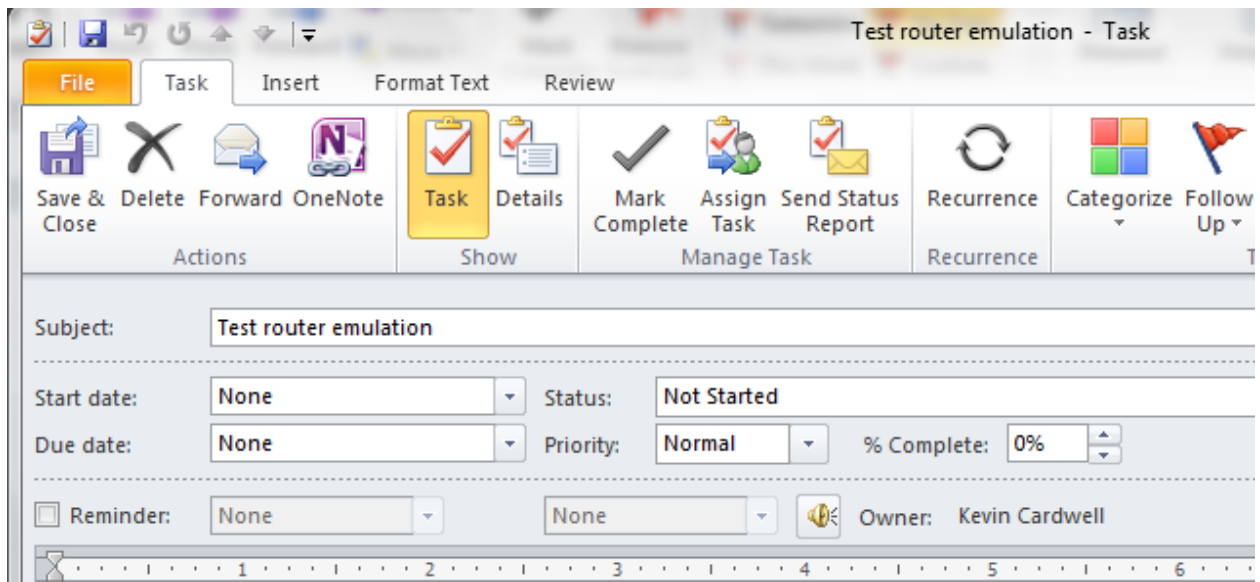 Test router emulation - Task
File Task Insert Format Text Review
Save & Close Delete Forward OneNote Task Details Mark Complete Assign Task Send Status Report Recurrence Categorize Follow Up
Actions Show Manage Task Recurrence T
Subject: Test router emulation
Start date: None Status: Not Started
Due date: None Priority: Normal % Complete: 0%
Reminder: None None Owner: Kevin Cardwell
1 2 3 4 5 6